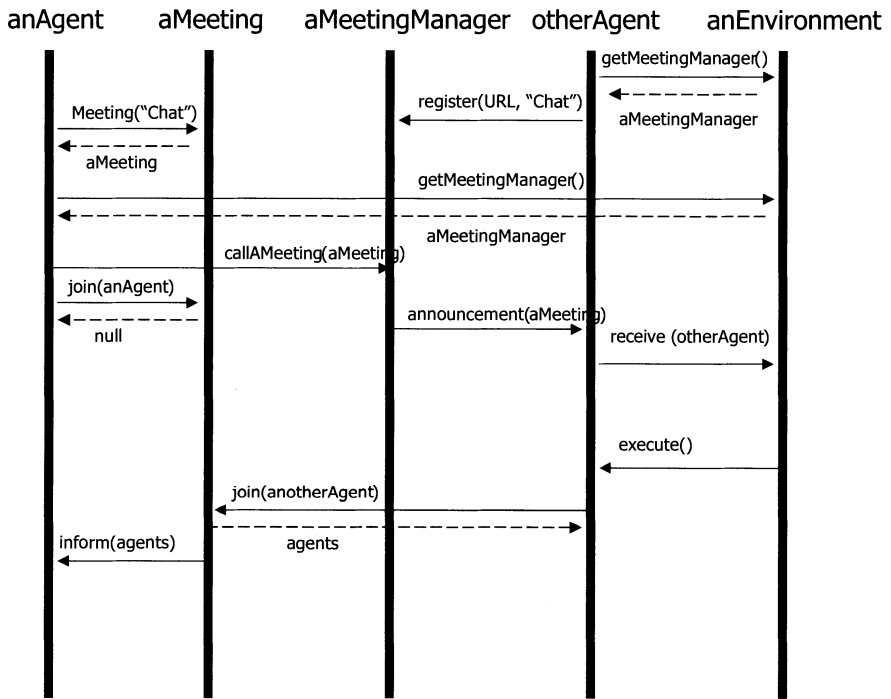 anAgent aMeeting aMeetingManager otherAgent anEnvironment
getMeetingManager()
register(URL, “Chat”)
Meeting(“Chat”)
aMeetingManager
aMeeting
getMeetingManager()
aMeetingManager
callAMeeting(aMeeting)
join(anAgent)
announcement(aMeeting)
null
receive (otherAgent)
execute()
join(anotherAgent)
agents
inform(agents)